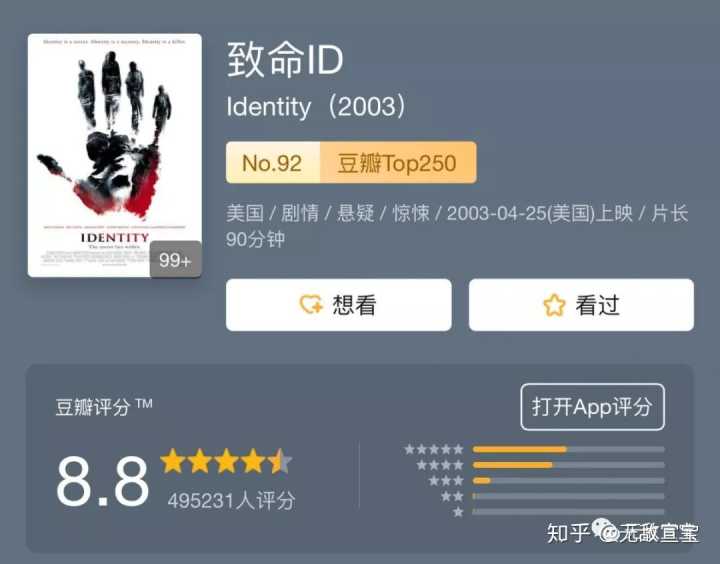 Identity is a secret. Identity is a mystery. Identity is a killer.
IDENTITY
The secret lies within.
99+
致命ID
Identity（2003）
No.92 豆瓣Top250
美国 / 剧情 / 悬疑 / 惊悚 / 2003-04-25(美国)上映 / 片长
90分钟
想看 看过
豆瓣评分™
打开App评分
8.8
495231人评分
知乎 @无敌宣宝